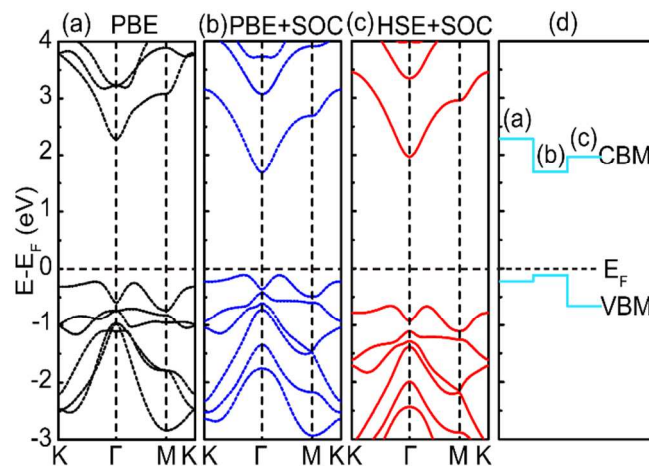 (a) PBE (b) PBE+SOC (c) HSE+SOC (d)
4
3
2
1
0
-1
-2
-3
E-E_F (eV)
(a)
(b)
(c)
CBM
E_F
VBM
K Γ M K K Γ M K K Γ M K